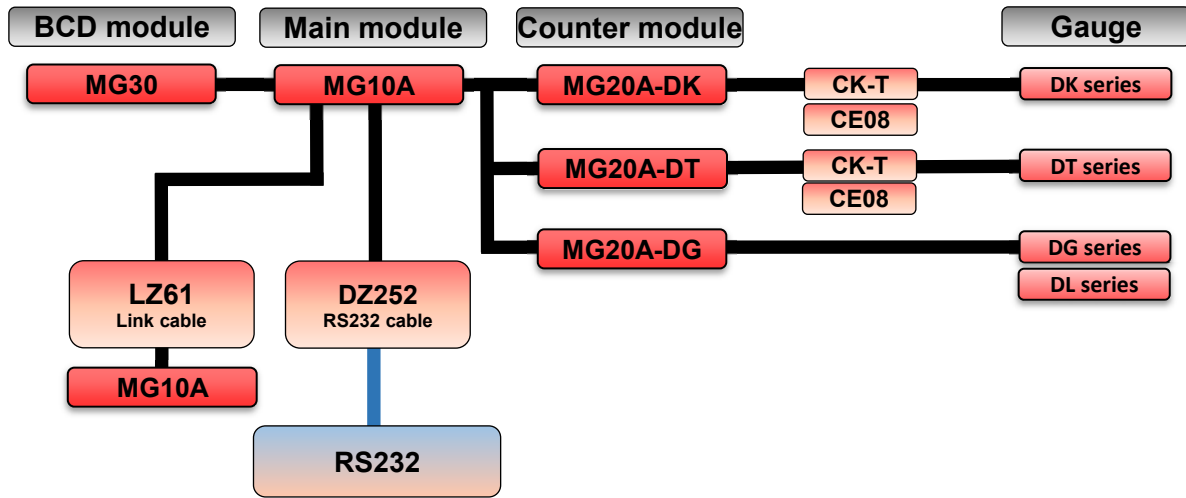 BCD module
Main module
Counter module
Gauge
MG30
MG10A
MG20A-DK
CK-T
DK series
CE08
MG20A-DT
CK-T
DT series
CE08
MG20A-DG
DG series
DL series
LZ61
Link cable
DZ252
RS232 cable
MG10A
RS232